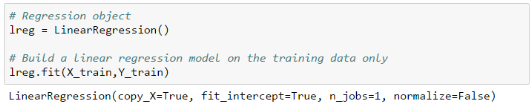 # Regression object
lreg = LinearRegression()
# Build a linear regression model on the training data only
lreg.fit(X_train,Y_train)
LinearRegression(copy_X=True, fit_intercept=True, n_jobs=1, normalize=False)